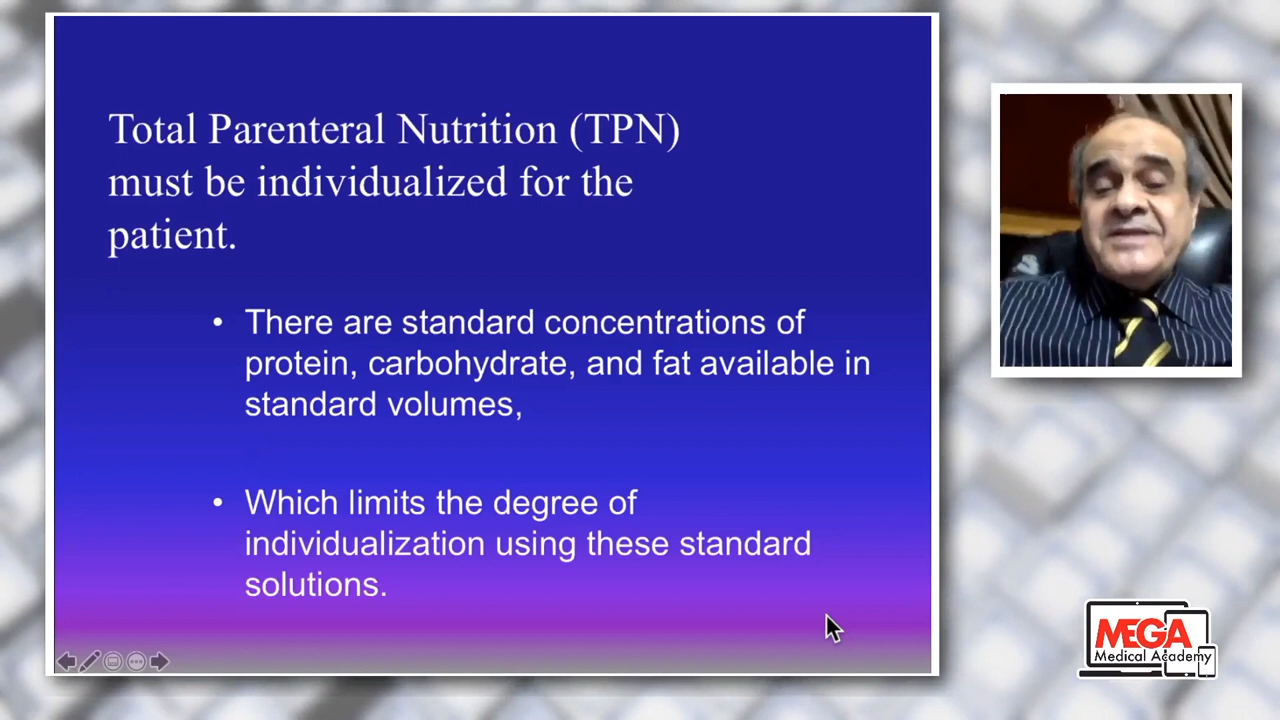 Total Parenteral Nutrition (TPN)
must be individualized for the
patient.
• There are standard concentrations of
protein, carbohydrate, and fat available in
standard volumes,
• Which limits the degree of
individualization using these standard
solutions.
MEGA
Medical Academy